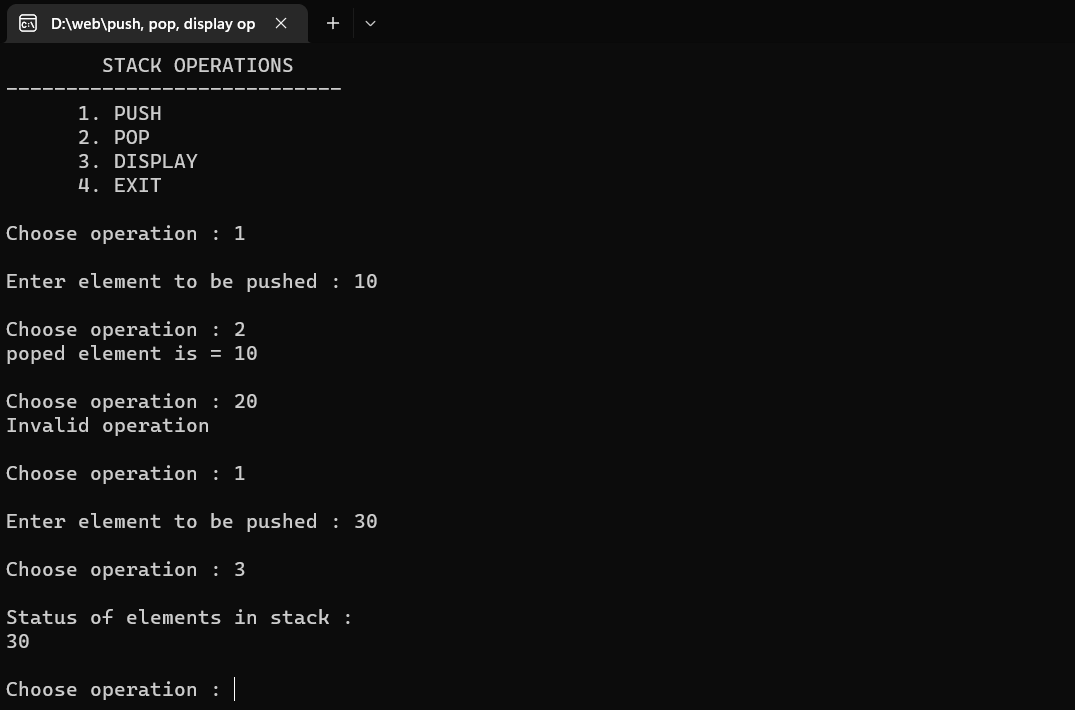 D:\web\push, pop, display op
STACK OPERATIONS
----------------------------
1. PUSH
2. POP
3. DISPLAY
4. EXIT
Choose operation : 1
Enter element to be pushed : 10
Choose operation : 2
poped element is = 10
Choose operation : 20
Invalid operation
Choose operation : 1
Enter element to be pushed : 30
Choose operation : 3
Status of elements in stack :
30
Choose operation :